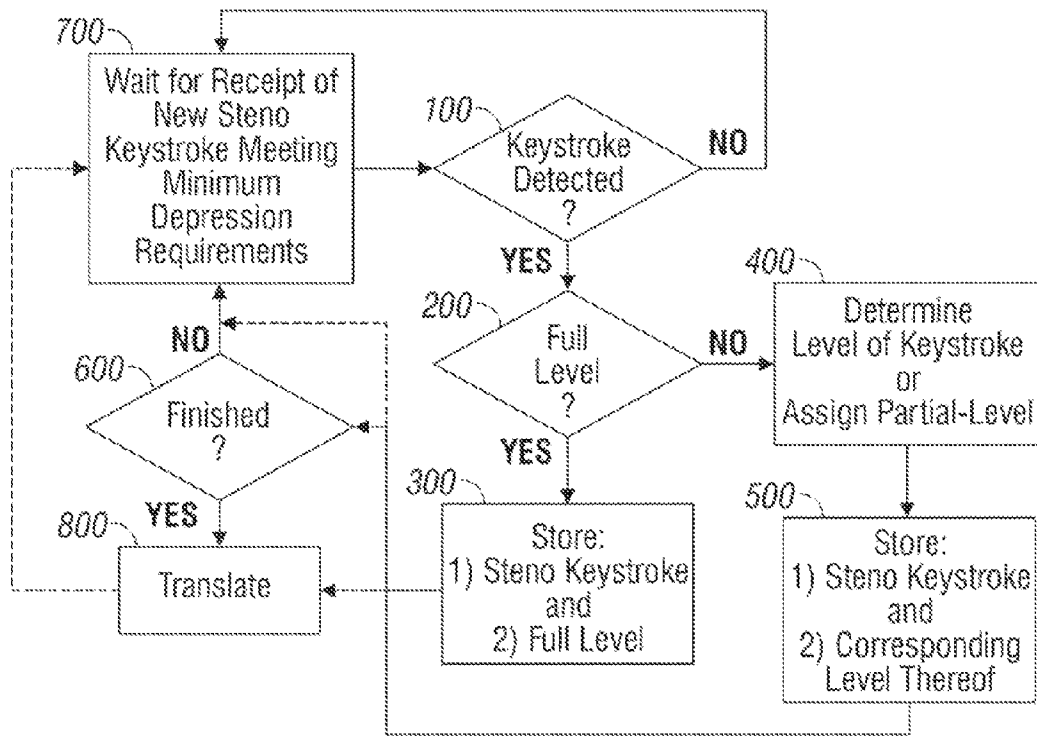 700
Wait for Receipt of
New Steno
Keystroke Meeting
Minimum
Depression
Requirements
100
Keystroke
Detected
?
NO
YES
200
Full
Level
?
NO
YES
400
Determine
Level of Keystroke
or
Assign Partial-Level
NO
600
Finished
?
YES
800
Translate
300
Store:
1) Steno Keystroke
and
2) Full Level
500
Store:
1) Steno Keystroke
and
2) Corresponding
Level Thereof